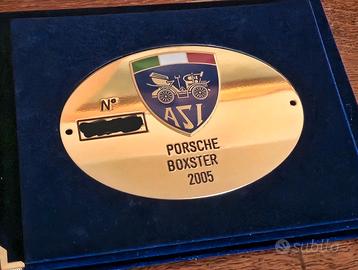 Nº
ASI
PORSCHE
BOXSTER
2005
subito